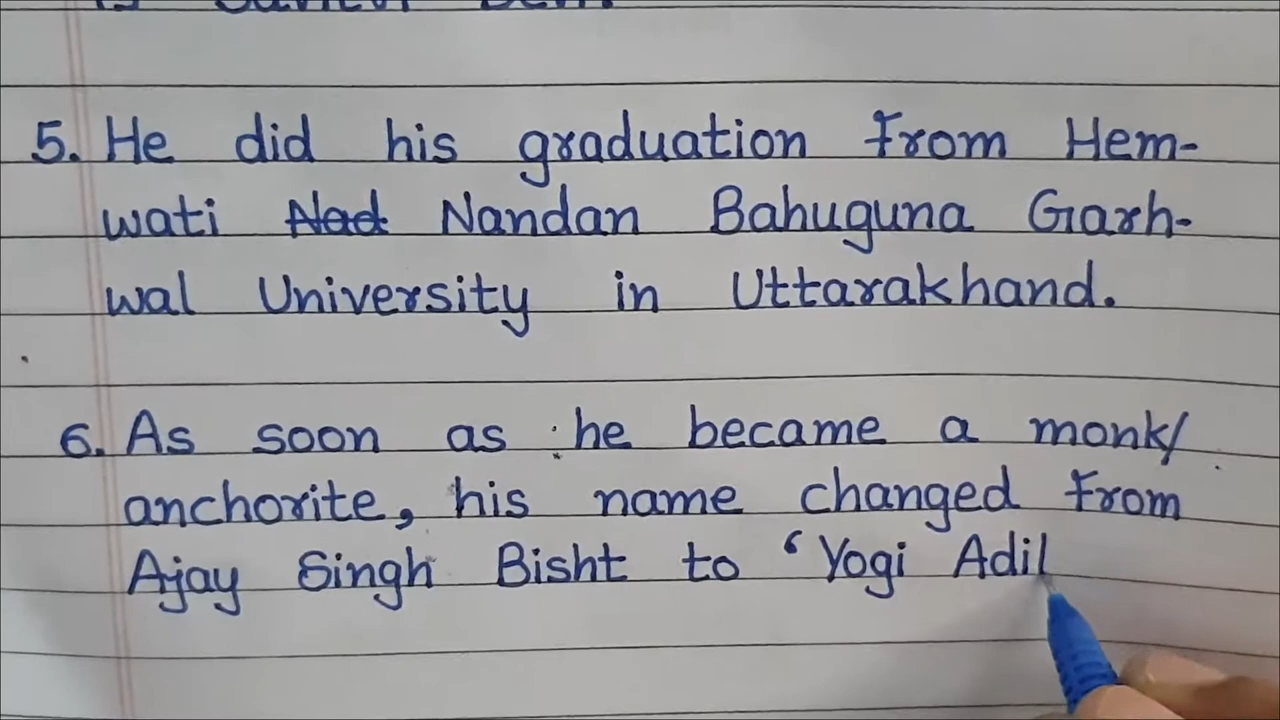 5. He did his graduation from Hem-
wati Nad Nandan Bahuguna Garh-
wal University in Uttarakhand.
6. As soon as he became a monk/
anchorite, his name changed from
Ajay Singh Bisht to ‘Yogi Adil